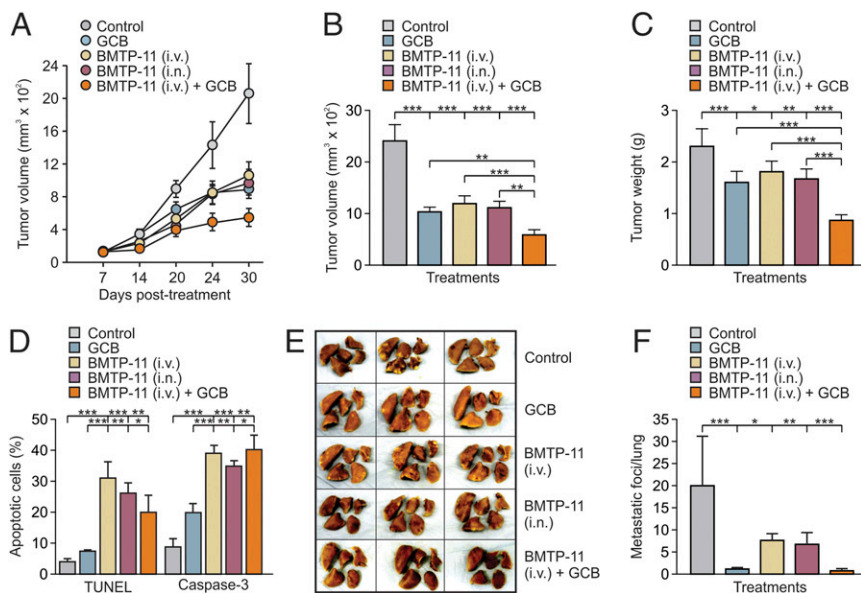 A
Control
GCB
BMTP-11 (i.v.)
BMTP-11 (i.n.)
BMTP-11 (i.v.) + GCB
Tumor volume (mm³ x 10²)
24
20
16
12
8
4
0
7 14 20 24 30
Days post-treatment
B
Control
GCB
BMTP-11 (i.v.)
BMTP-11 (i.n.)
BMTP-11 (i.v.) + GCB
Tumor volume (mm³ x 10²)
30
20
10
0
*** *** *** ***
**
***
**
Treatments
C
Control
GCB
BMTP-11 (i.v.)
BMTP-11 (i.n.)
BMTP-11 (i.v.) + GCB
Tumor weight (g)
3
2
1
0
*** * ** ***
***
***
***
Treatments
D
Control
GCB
BMTP-11 (i.v.)
BMTP-11 (i.n.)
BMTP-11 (i.v.) + GCB
Apoptotic cells (%)
50
40
30
20
10
0
*** *** ** *** *** **
*** ** * *** ** *
TUNEL Caspase-3
E
Control
GCB
BMTP-11
(i.v.)
BMTP-11
(i.n.)
BMTP-11
(i.v.) + GCB
F
Control
GCB
BMTP-11 (i.v.)
BMTP-11 (i.n.)
BMTP-11 (i.v.) + GCB
Metastatic foci/lung
35
30
25
20
15
10
5
0
*** * ** ***
Treatments